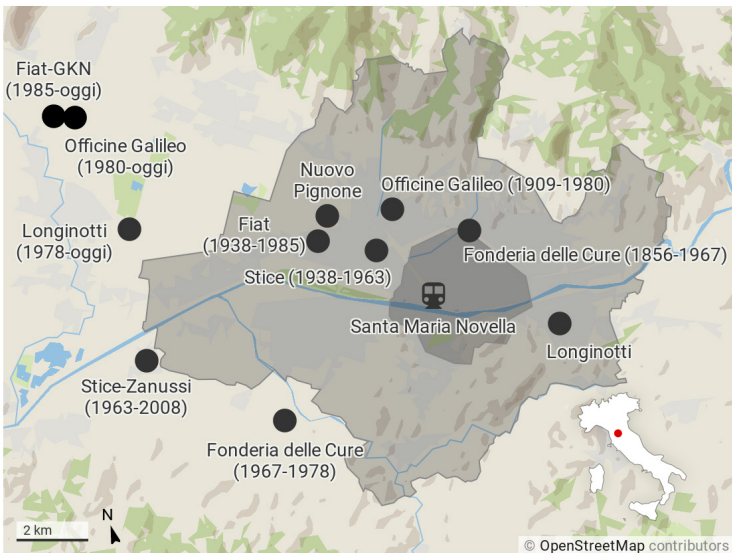 Fiat-GKN
(1985-oggi)
Officine Galileo
(1980-oggi)
Nuovo
Pignone
Officine Galileo (1909-1980)
Longinotti
(1978-oggi)
Fiat
(1938-1985)
Fonderia delle Cure (1856-1967)
Stice (1938-1963)
Santa Maria Novella
Longinotti
Stice-Zanussi
(1963-2008)
Fonderia delle Cure
(1967-1978)
N
2 km
© OpenStreetMap contributors